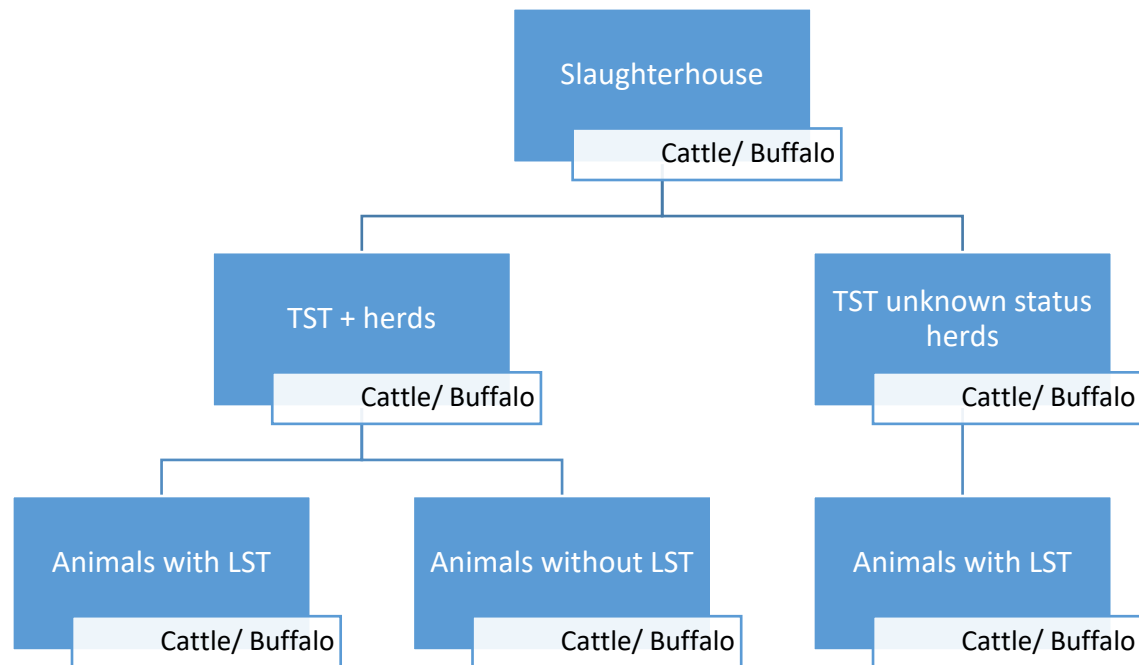 Slaughterhouse
Cattle/ Buffalo
TST + herds
Cattle/ Buffalo
TST unknown status
herds
Cattle/ Buffalo
Animals with LST
Cattle/ Buffalo
Animals without LST
Cattle/ Buffalo
Animals with LST
Cattle/ Buffalo